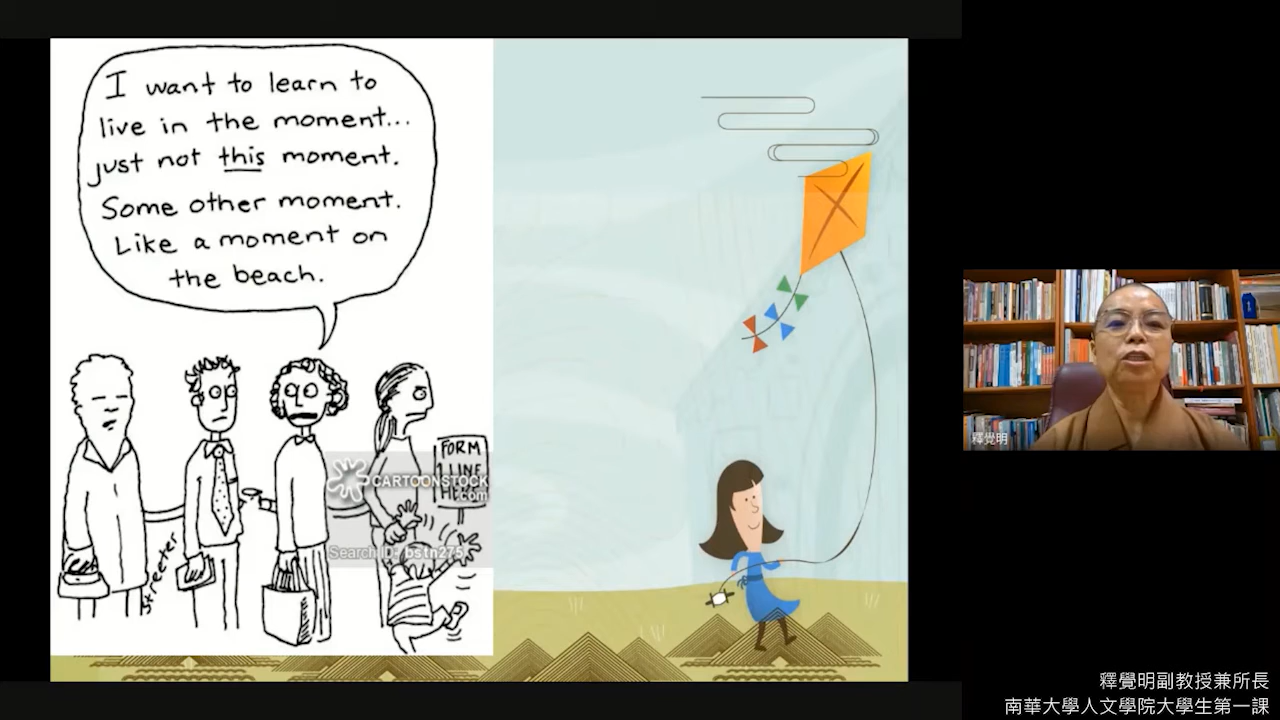 I want to learn to
live in the moment...
just not this moment.
Some other moment.
Like a moment on
the beach.
FORM
1 LINE
HERE
CARTOONSTOCK
.com
Search ID: bstn275
Streeter
釋覺明
釋覺明副教授兼所長
南華大學人文學院大學生第一課